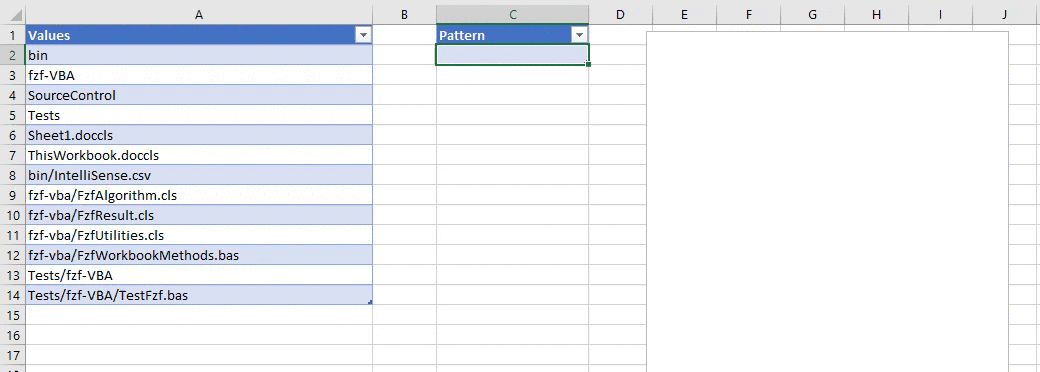 A B C D E F G H I J
1 Values Pattern
2 bin
3 fzf-VBA
4 SourceControl
5 Tests
6 Sheet1.doccls
7 ThisWorkbook.doccls
8 bin/IntelliSense.csv
9 fzf-vba/FzfAlgorithm.cls
10 fzf-vba/FzfResult.cls
11 fzf-vba/FzfUtilities.cls
12 fzf-vba/FzfWorkbookMethods.bas
13 Tests/fzf-VBA
14 Tests/fzf-VBA/TestFzf.bas
15
16
17